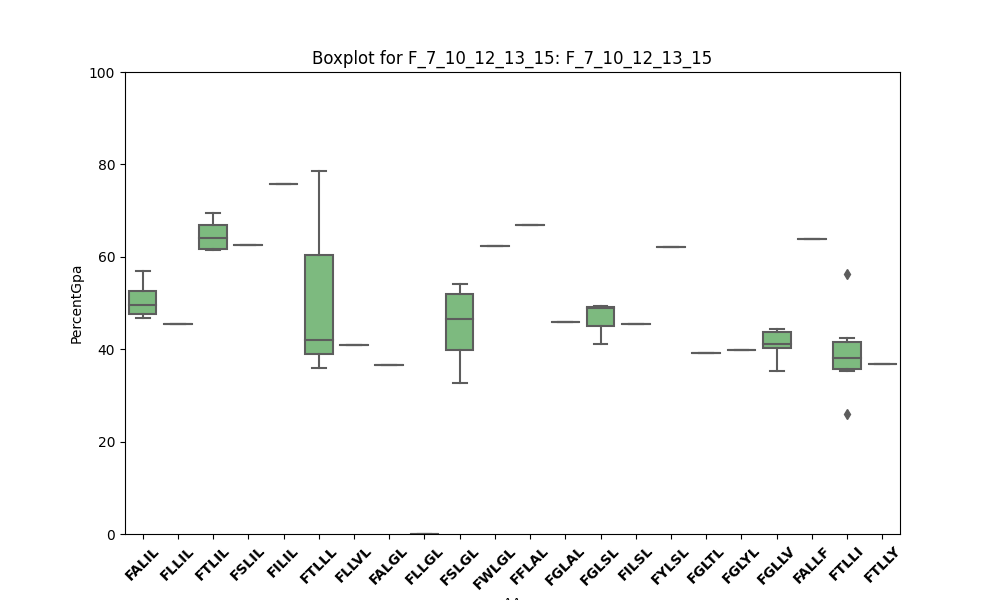 Boxplot for F_7_10_12_13_15: F_7_10_12_13_15
100
80
60
40
20
0
PercentGpa
FALIL
FLLIL
FTLIL
FSLIL
FILIL
FTLLL
FLLVL
FALGL
FLLGL
FSLGL
FWLGL
FFLAL
FGLAL
FGLSL
FILSL
FYLSL
FGLTL
FGLYL
FGLLV
FALLF
FTLLI
FTLLY